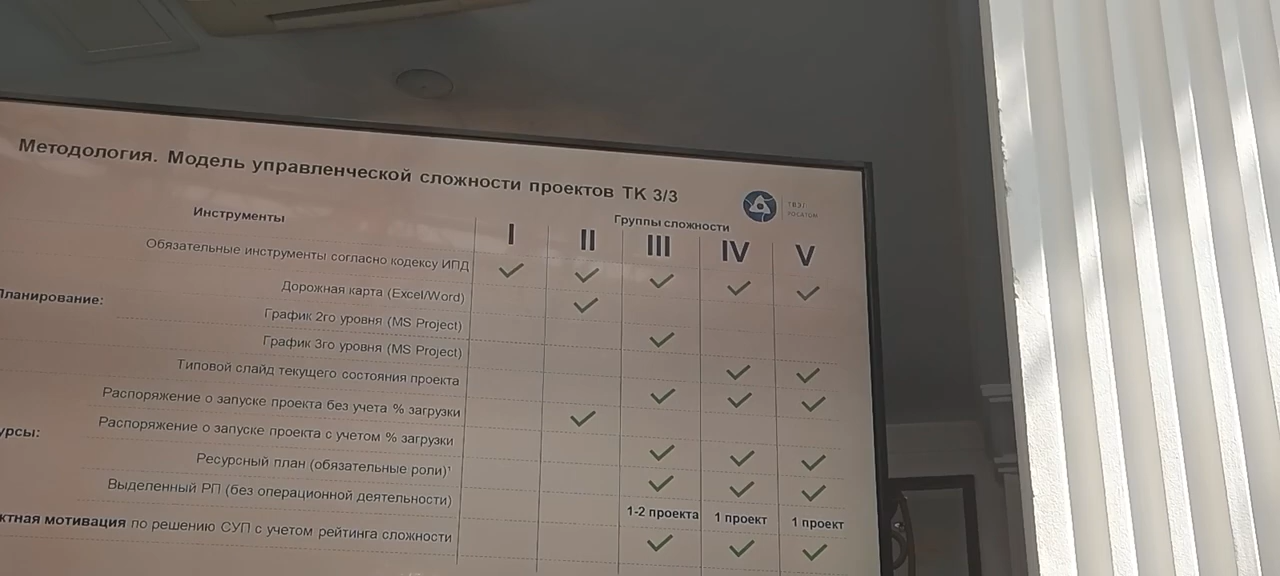 Методология. Модель управленческой сложности проектов ТК 3/3
ТВЭЛ
РОСАТОМ
Инструменты
Группы сложности
I II III IV V
Обязательные инструменты согласно кодексу ИПД ✓ ✓ ✓ ✓ ✓
Дорожная карта (Excel/Word) ✓
Планирование:
График 2го уровня (MS Project) ✓
График 3го уровня (MS Project) ✓ ✓
Типовой слайд текущего состояния проекта ✓ ✓ ✓
Распоряжение о запуске проекта без учета % загрузки ✓
урсы:
Распоряжение о запуске проекта с учетом % загрузки ✓ ✓ ✓
Ресурсный план (обязательные роли)¹ ✓ ✓ ✓
Выделенный РП (без операционной деятельности) 1-2 проекта 1 проект 1 проект
ктная мотивация по решению СУП с учетом рейтинга сложности ✓ ✓ ✓